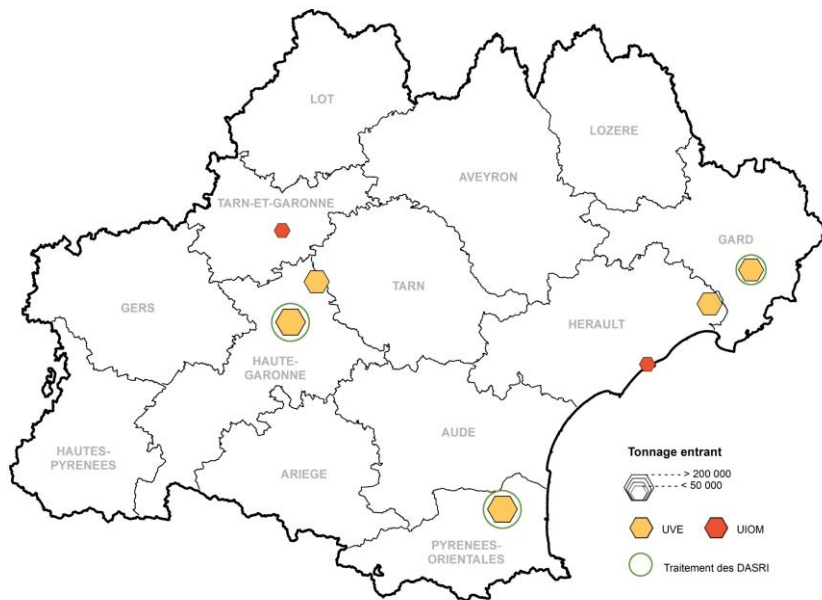 LOT
LOZERE
AVEYRON
TARN-ET-GARONNE
GARD
TARN
GERS
HERAULT
HAUTE-
GARONNE
AUDE
HAUTES-
PYRENEES
ARIEGE
PYRENEES-
ORIENTALES
Tonnage entrant
> 200 000
< 50 000
UVE
UIOM
Traitement des DASRI